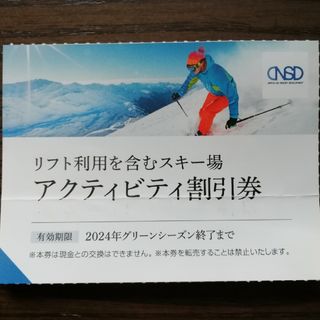 NSD
リフト利用を含むスキー場
アクティビティ割引券
有効期限 2024年グリーンシーズン終了まで
※本券は現金との交換はできません。※本券を転売することは禁止いたします。